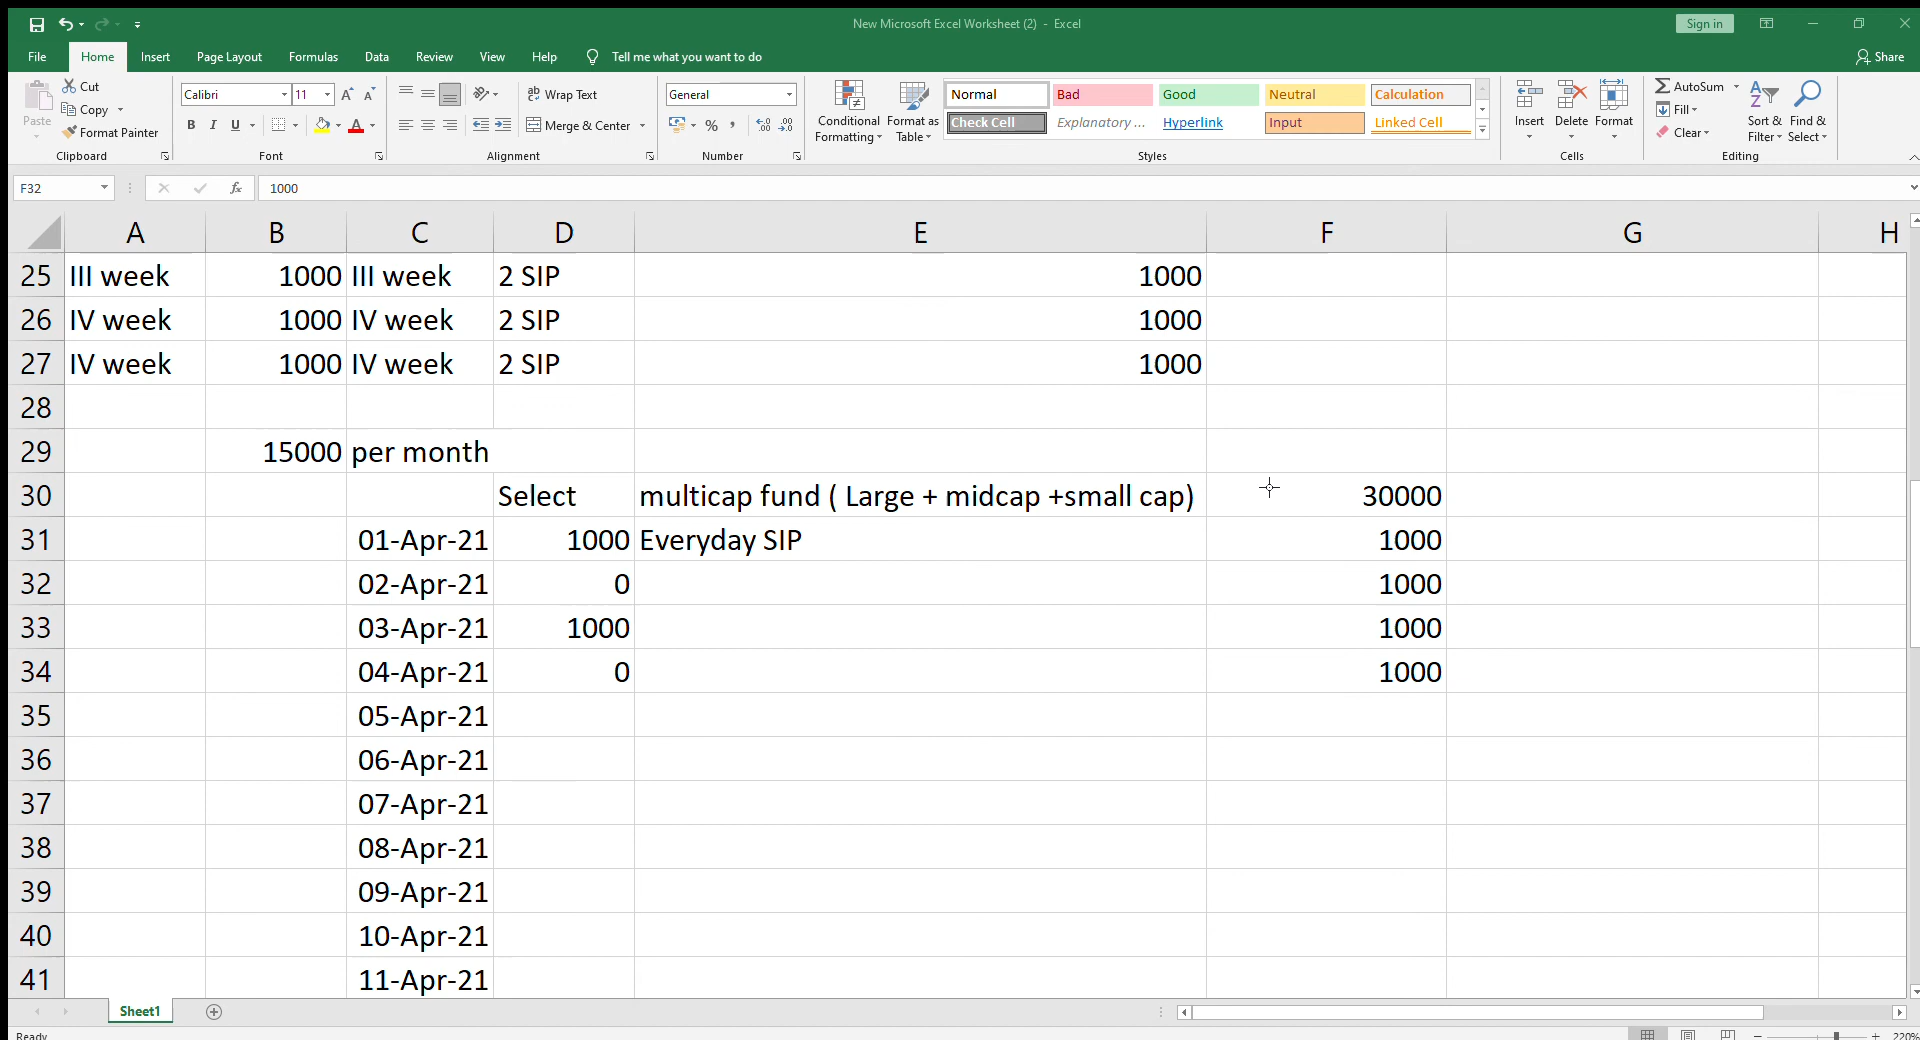 New Microsoft Excel Worksheet (2) - Excel
Sign in
File Home Insert Page Layout Formulas Data Review View Help Tell me what you want to do
Share
Paste
Cut
Copy
Format Painter
Clipboard
Calibri 11
B I U
Font
Wrap Text
Merge & Center
Alignment
General
%
Number
Conditional Formatting
Format as Table
Normal Bad Good Neutral Calculation
Check Cell Explanatory ... Hyperlink Input Linked Cell
Styles
Insert Delete Format
Cells
AutoSum
Fill
Clear
Sort & Filter
Find & Select
Editing
F32 fx 1000
A B C D E F G H
25 III week 1000 III week 2 SIP 1000
26 IV week 1000 IV week 2 SIP 1000
27 IV week 1000 IV week 2 SIP 1000
28
29 15000 per month
30 Select multicap fund ( Large + midcap +small cap) 30000
31 01-Apr-21 1000 Everyday SIP 1000
32 02-Apr-21 0 1000
33 03-Apr-21 1000 1000
34 04-Apr-21 0 1000
35 05-Apr-21
36 06-Apr-21
37 07-Apr-21
38 08-Apr-21
39 09-Apr-21
40 10-Apr-21
41 11-Apr-21
Sheet1
Ready
220%